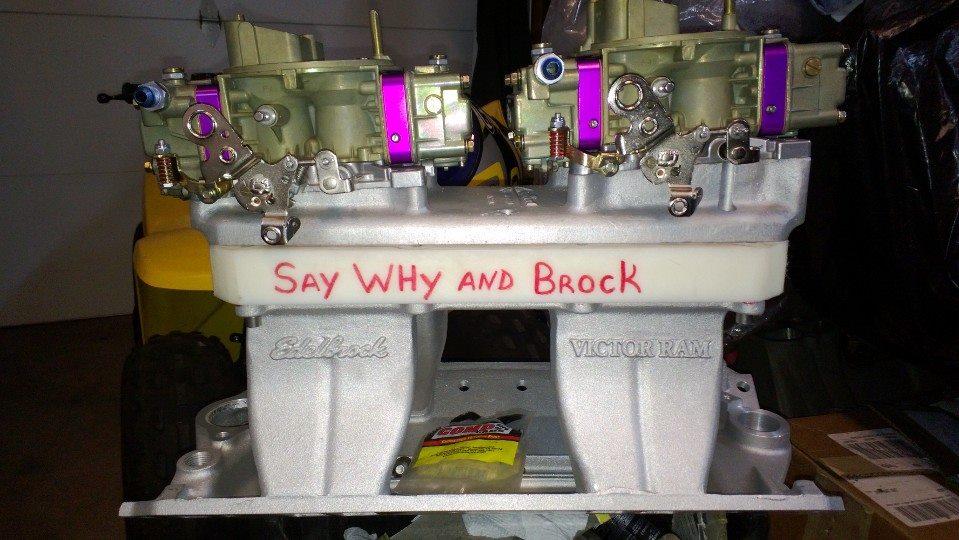 SAY WHY AND BROCK
Edelbrock
VICTOR RAM
COMP